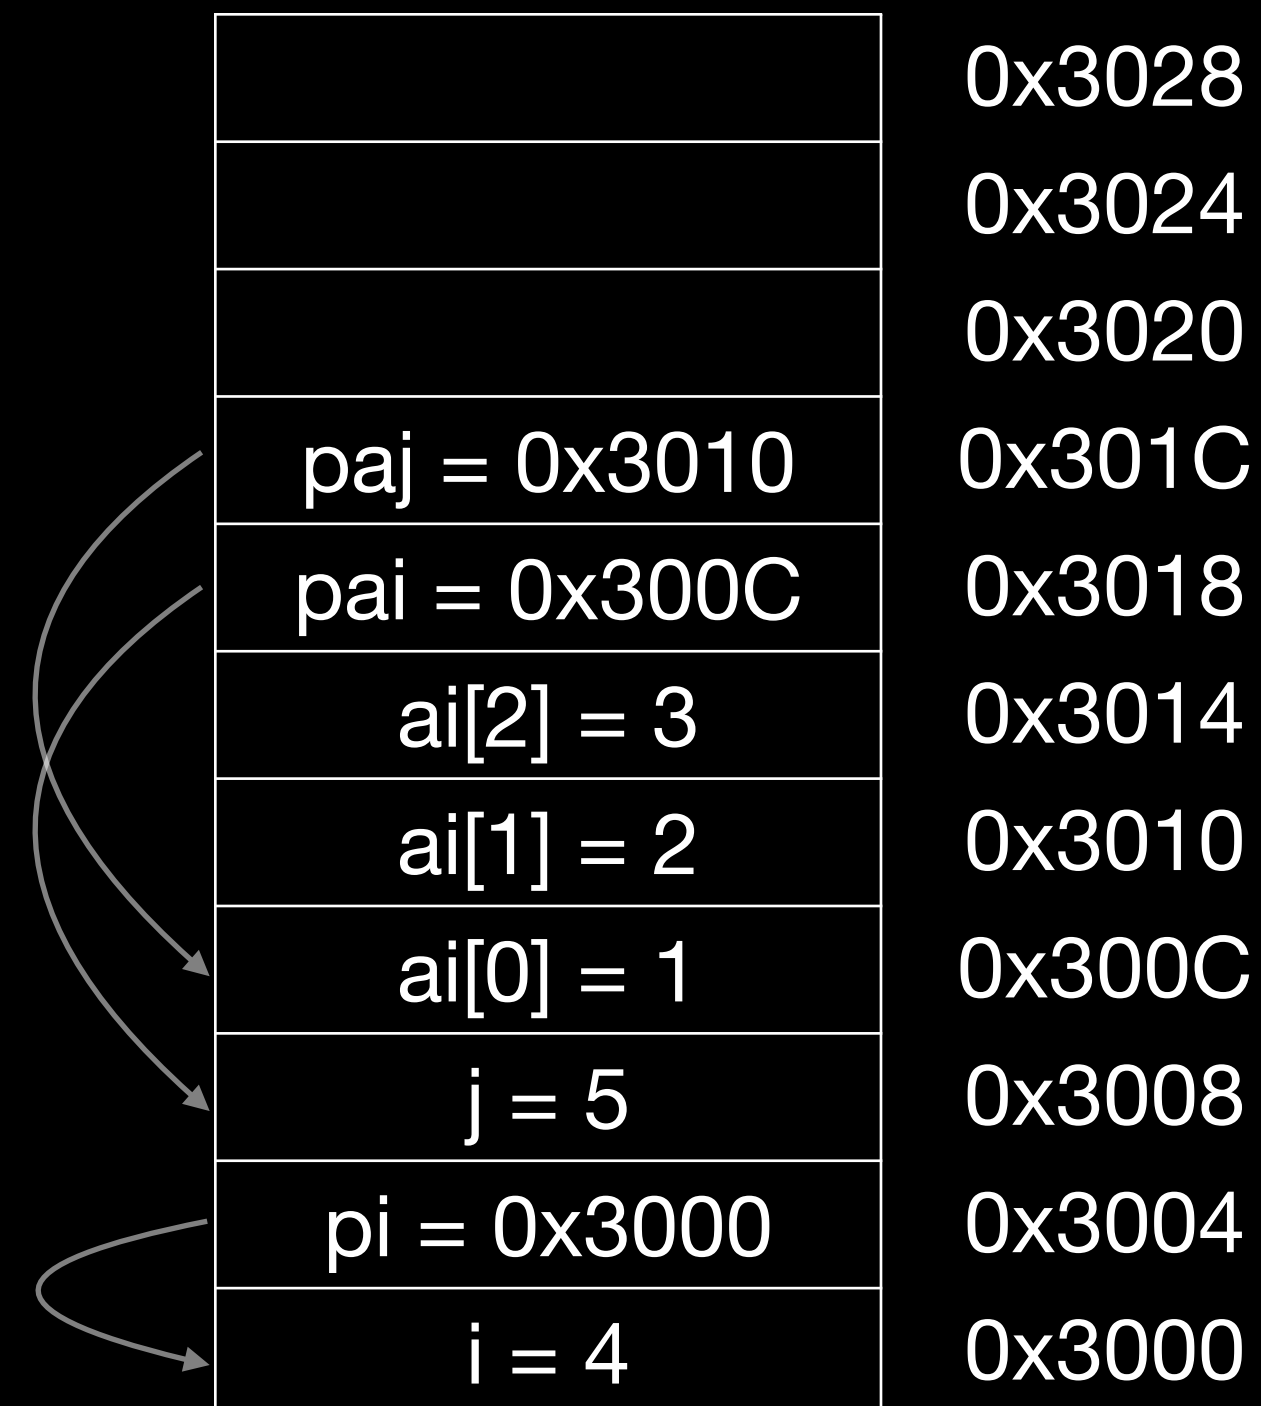 0x3028
0x3024
0x3020
paj = 0x3010 0x301C
pai = 0x300C 0x3018
ai[2] = 3 0x3014
ai[1] = 2 0x3010
ai[0] = 1 0x300C
j = 5 0x3008
pi = 0x3000 0x3004
i = 4 0x3000